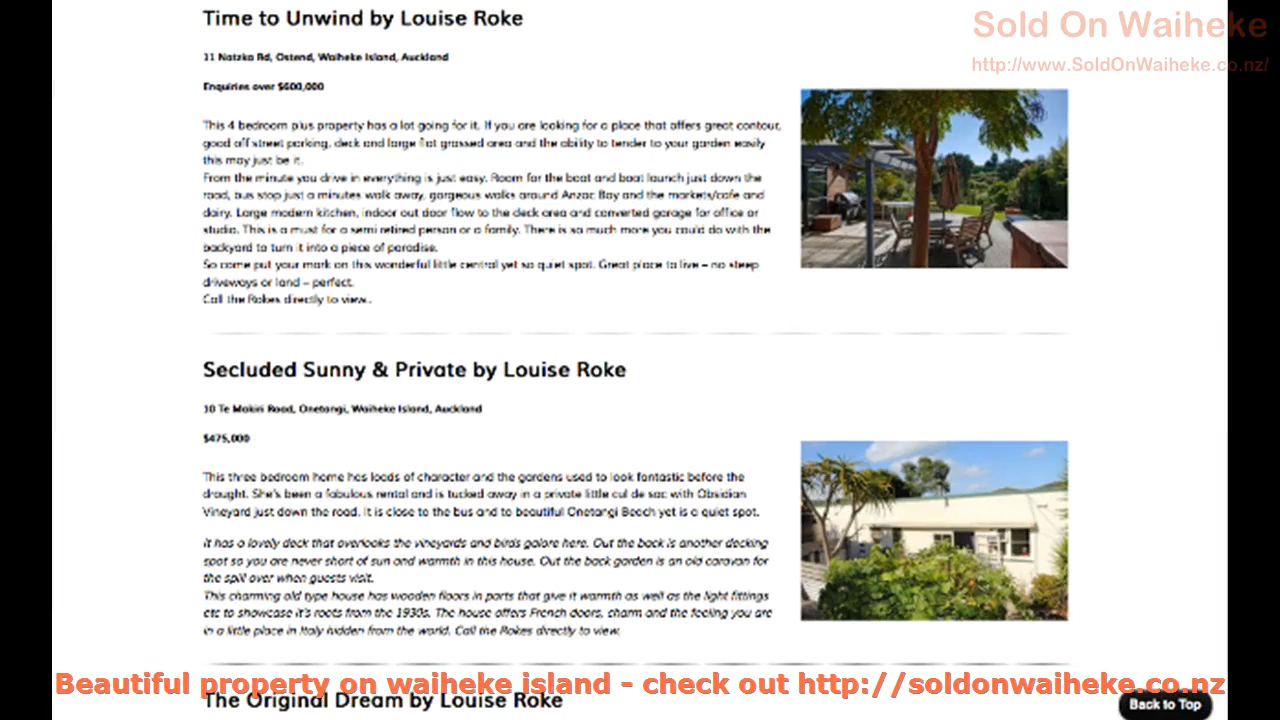 Time to Unwind by Louise Roke
Sold On Waiheke
http://www.SoldOnWaiheke.co.nz/
11 Natzka Rd, Ostend, Waiheke Island, Auckland
Enquiries over $600,000
This 4 bedroom plus property has a lot going for it. If you are looking for a place that offers great contour,
good off street parking, deck and large flat grassed area and the ability to tender to your garden easily
this may just be it.
From the minute you drive in everything is just easy. Room for the boat and boat launch just down the
road, bus stop just a minutes walk away, gorgeous walks around Anzac Bay and the markets/cafe and
dairy. Large modern kitchen, indoor out door flow to the deck area and converted garage for office or
studio. This is a must for a semi retired person or a family. There is so much more you could do with the
backyard to turn it into a piece of paradise.
So come put your mark on this wonderful little central yet so quiet spot. Great place to live – no steep
driveways or land – perfect.
Call the Rokes directly to view..
Secluded Sunny & Private by Louise Roke
10 Te Makiri Road, Onetangi, Waiheke Island, Auckland
$475,000
This three bedroom home has loads of character and the gardens used to look fantastic before the
drought. She's been a fabulous rental and is tucked away in a private little cul de sac with Obsidian
Vineyard just down the road. It is close to the bus and to beautiful Onetangi Beach yet is a quiet spot.
It has a lovely deck that overlooks the vineyards and birds galore here. Out the back is another decking
spot so you are never short of sun and warmth in this house. Out the back garden is an old caravan for
the spill over when guests visit.
This charming old type house has wooden floors in parts that give it warmth as well as the light fittings
etc to showcase it's roots from the 1930s. The house offers French doors, charm and the feeling you are
in a little place in Italy hidden from the world. Call the Rokes directly to view.
Beautiful property on waiheke island - check out http://soldonwaiheke.co.nz
The Original Dream by Louise Roke
Back to Top